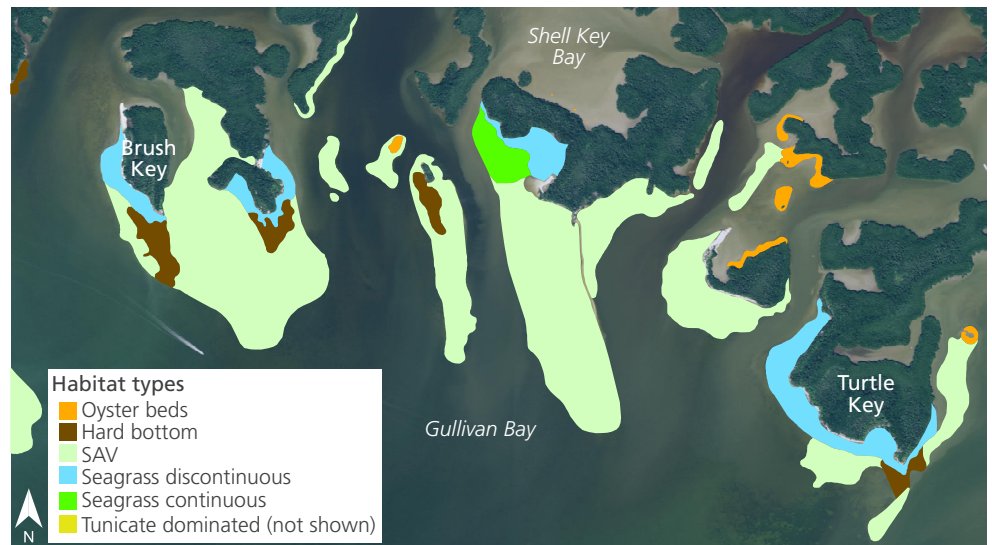 Shell Key
Bay
Brush
Key
Turtle
Key
Gullivan Bay
Habitat types
Oyster beds
Hard bottom
SAV
Seagrass discontinuous
Seagrass continuous
Tunicate dominated (not shown)
N